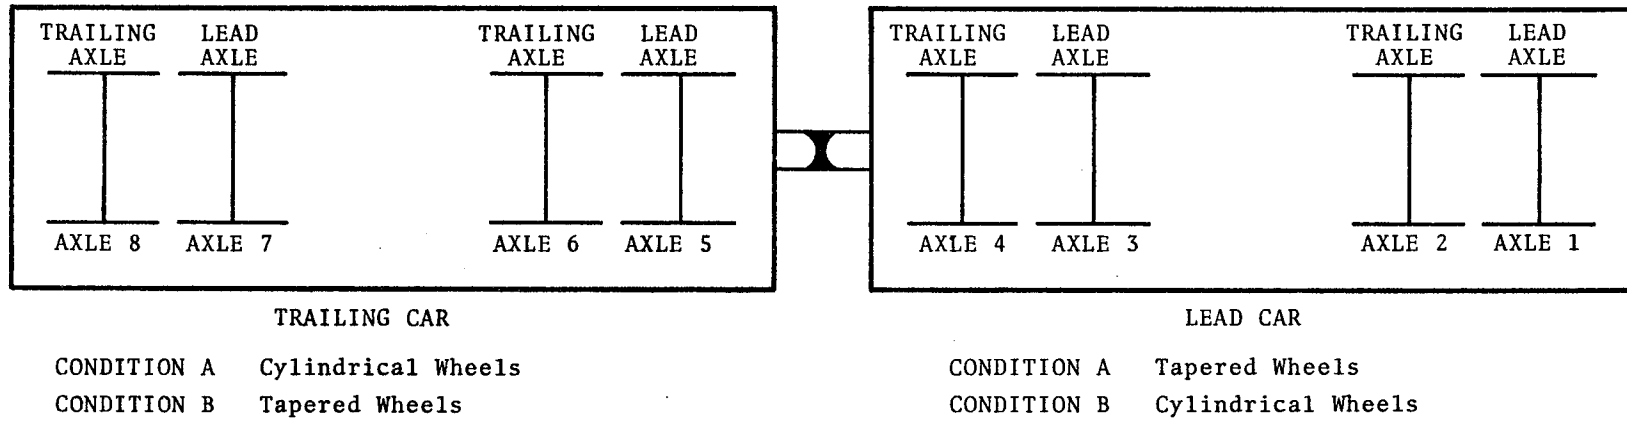 TRAILING LEAD TRAILING LEAD TRAILING LEAD TRAILING LEAD
AXLE AXLE AXLE AXLE AXLE AXLE AXLE AXLE
AXLE 8 AXLE 7 AXLE 6 AXLE 5 AXLE 4 AXLE 3 AXLE 2 AXLE 1
TRAILING CAR LEAD CAR
CONDITION A Cylindrical Wheels CONDITION A Tapered Wheels
CONDITION B Tapered Wheels CONDITION B Cylindrical Wheels